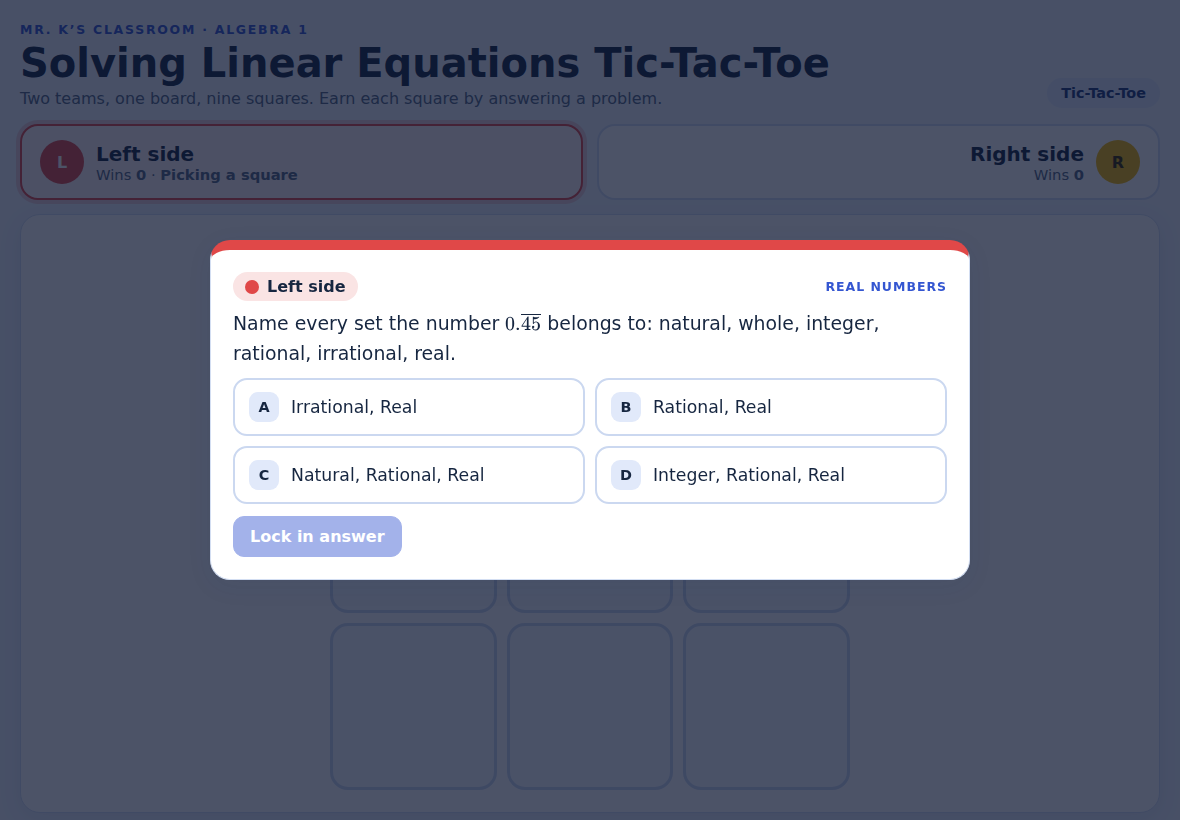 MR. K’S CLASSROOM · ALGEBRA 1
Solving Linear Equations Tic-Tac-Toe
Two teams, one board, nine squares. Earn each square by answering a problem.
Tic-Tac-Toe
L
Left side
Wins 0 · Picking a square
Right side
Wins 0
R
Left side
REAL NUMBERS
Name every set the number 0.4̅5̅ belongs to: natural, whole, integer,
rational, irrational, real.
A Irrational, Real
B Rational, Real
C Natural, Rational, Real
D Integer, Rational, Real
Lock in answer